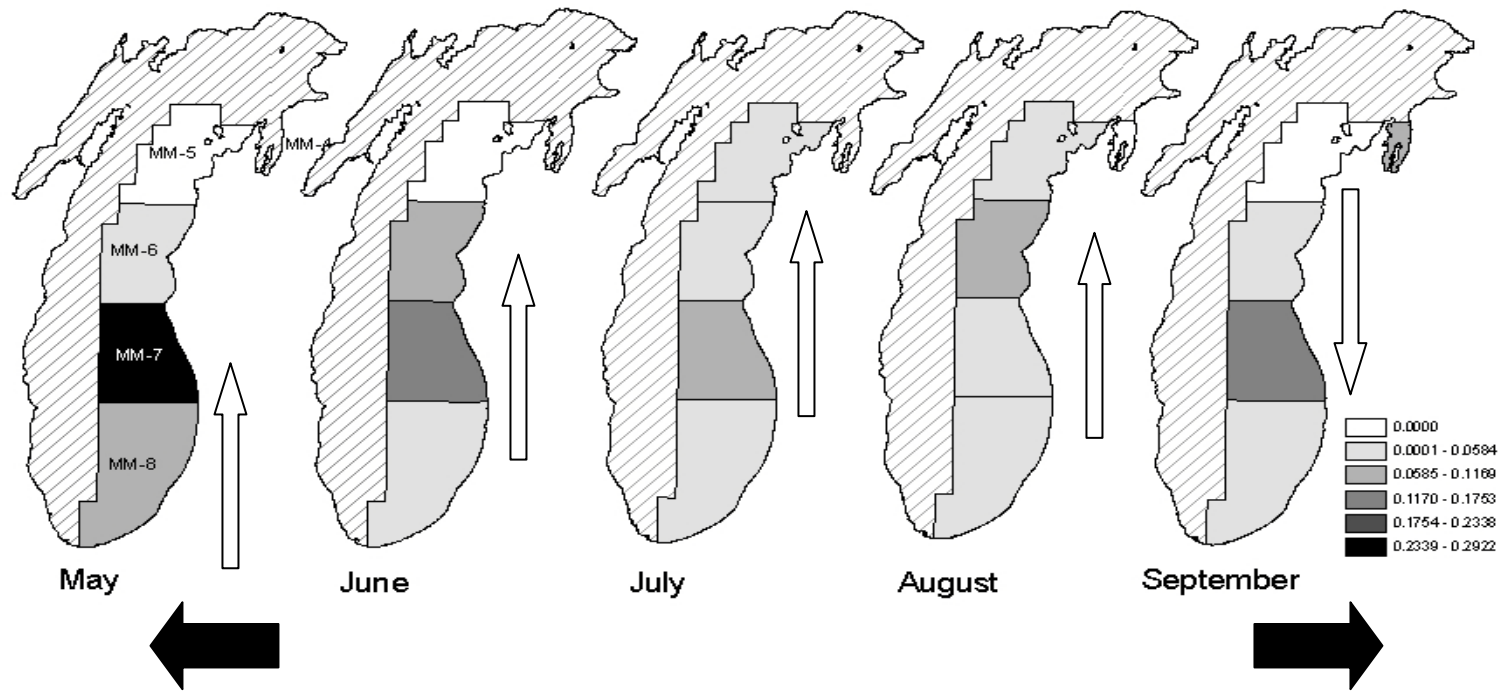 MM-5
MM-4
MM-6
MM-7
MM-8
0.0000
0.0001 - 0.0584
0.0585 - 0.1169
0.1170 - 0.1753
0.1754 - 0.2338
0.2339 - 0.2922
May
June
July
August
September